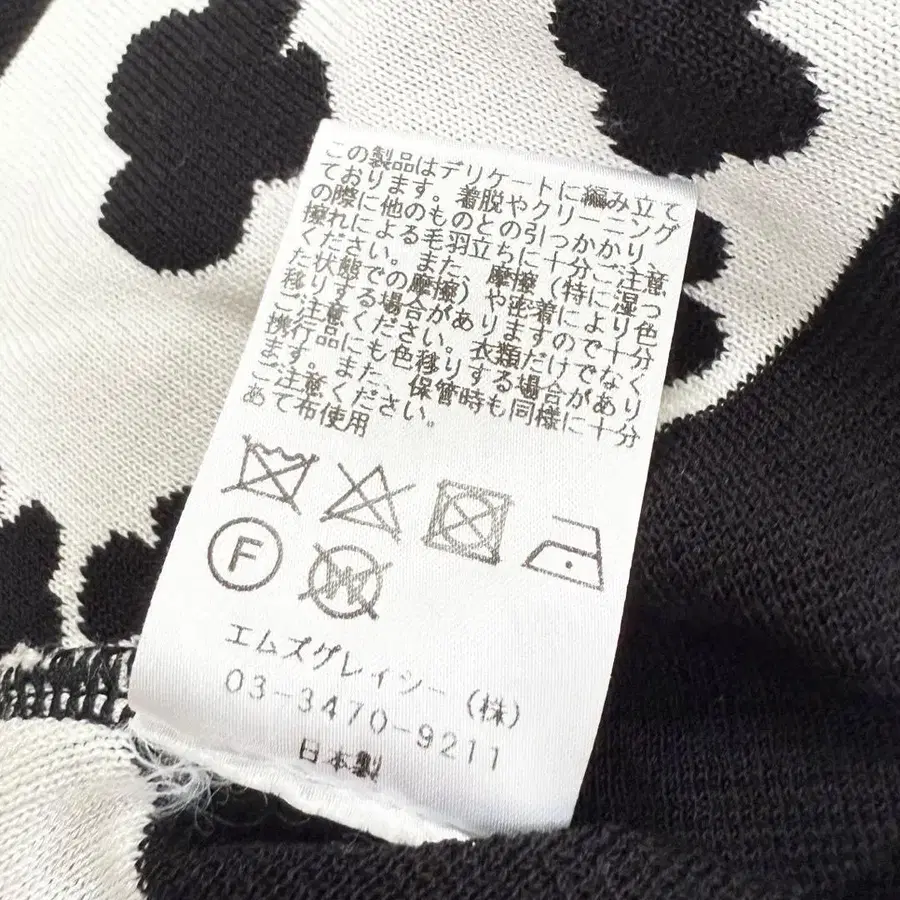 この製品はデリケートに編み立て
ております。着脱やクリーニング
の際に他のものとの引っかかり、
擦れによる毛羽立ちに十分ご注意
ください。また、摩擦(特に湿っ
た状態での摩擦)や密着により色
移りする場合がありますので十分
ご注意ください。衣類だけでなく
携行品にも色移りする場合があり
ます。また、保管時も同様に十分
ご注意ください。
あて布使用
F
W
エムズグレイシー(株)
03-3470-9211
日本製